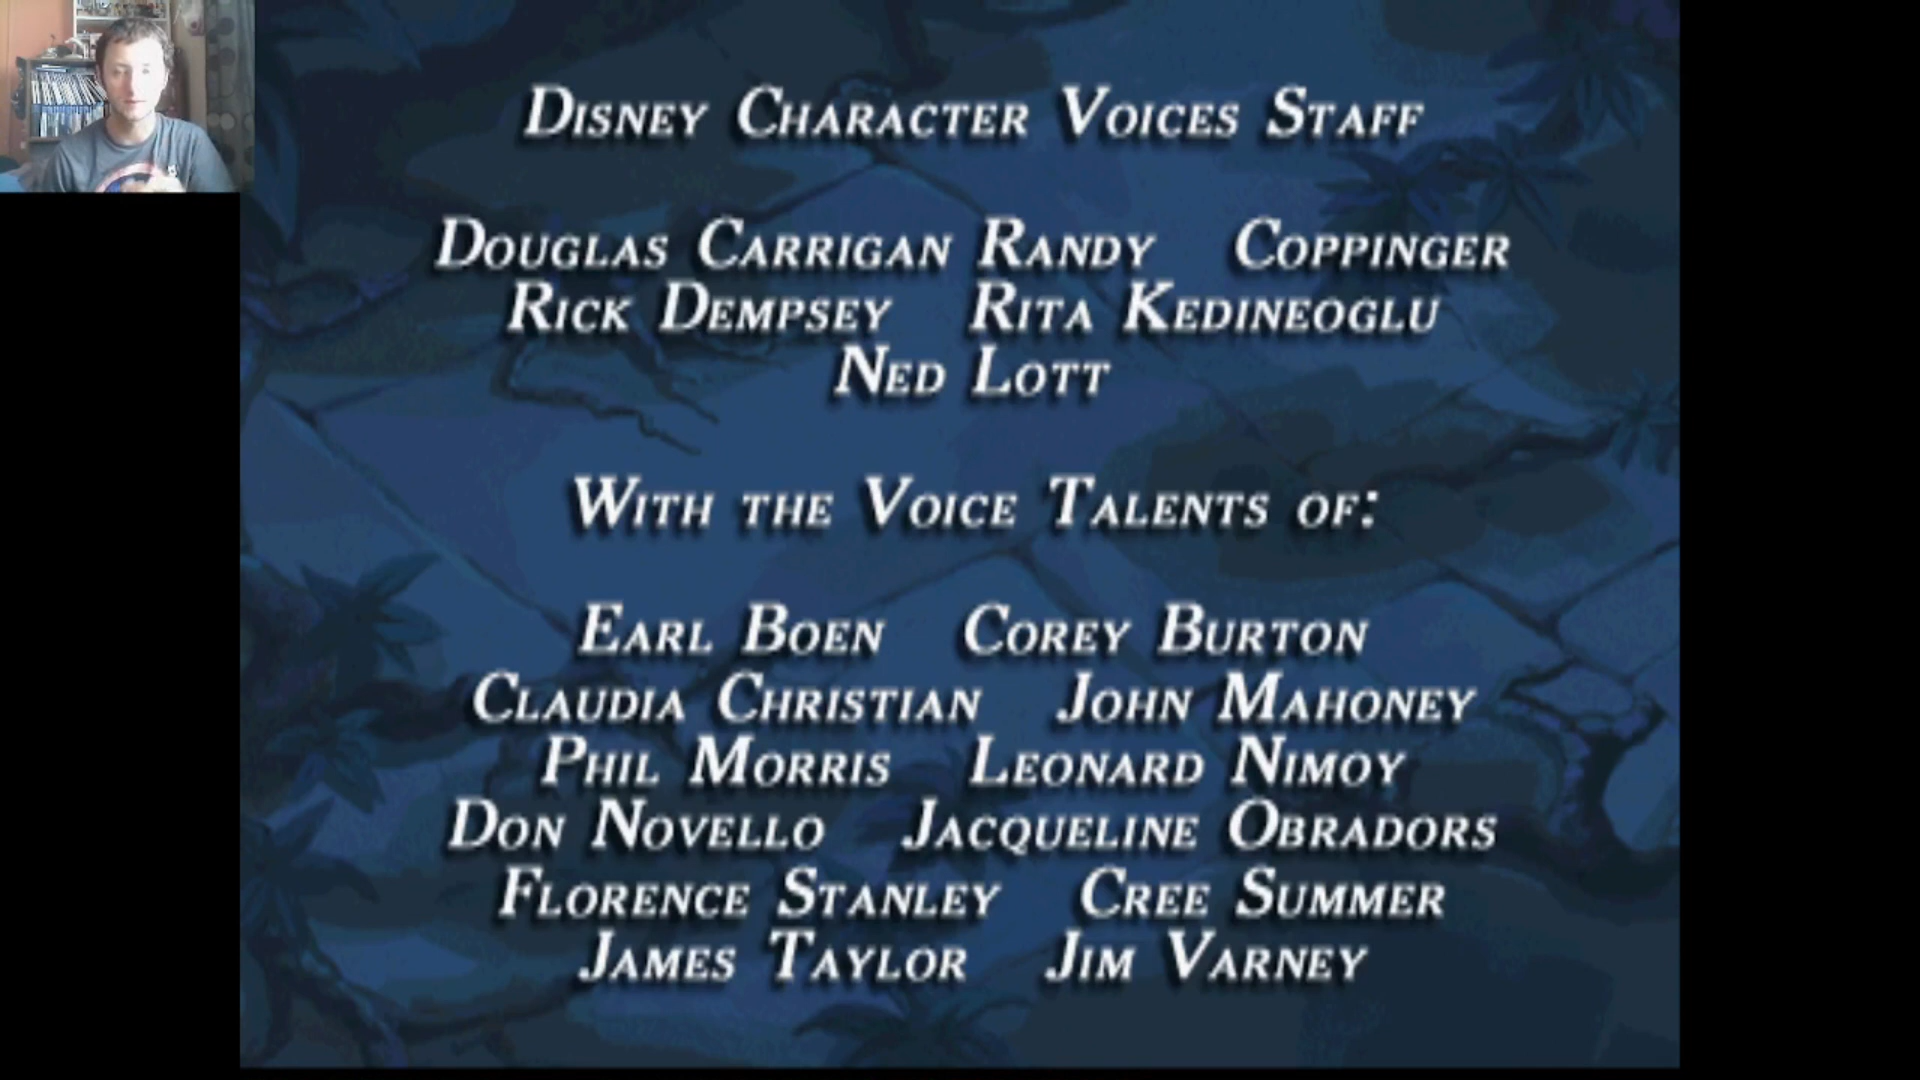 Disney Character Voices Staff
Douglas Carrigan Randy Coppinger
Rick Dempsey Rita Kedineoglu
Ned Lott
With the Voice Talents of:
Earl Boen Corey Burton
Claudia Christian John Mahoney
Phil Morris Leonard Nimoy
Don Novello Jacqueline Obradors
Florence Stanley Cree Summer
James Taylor Jim Varney